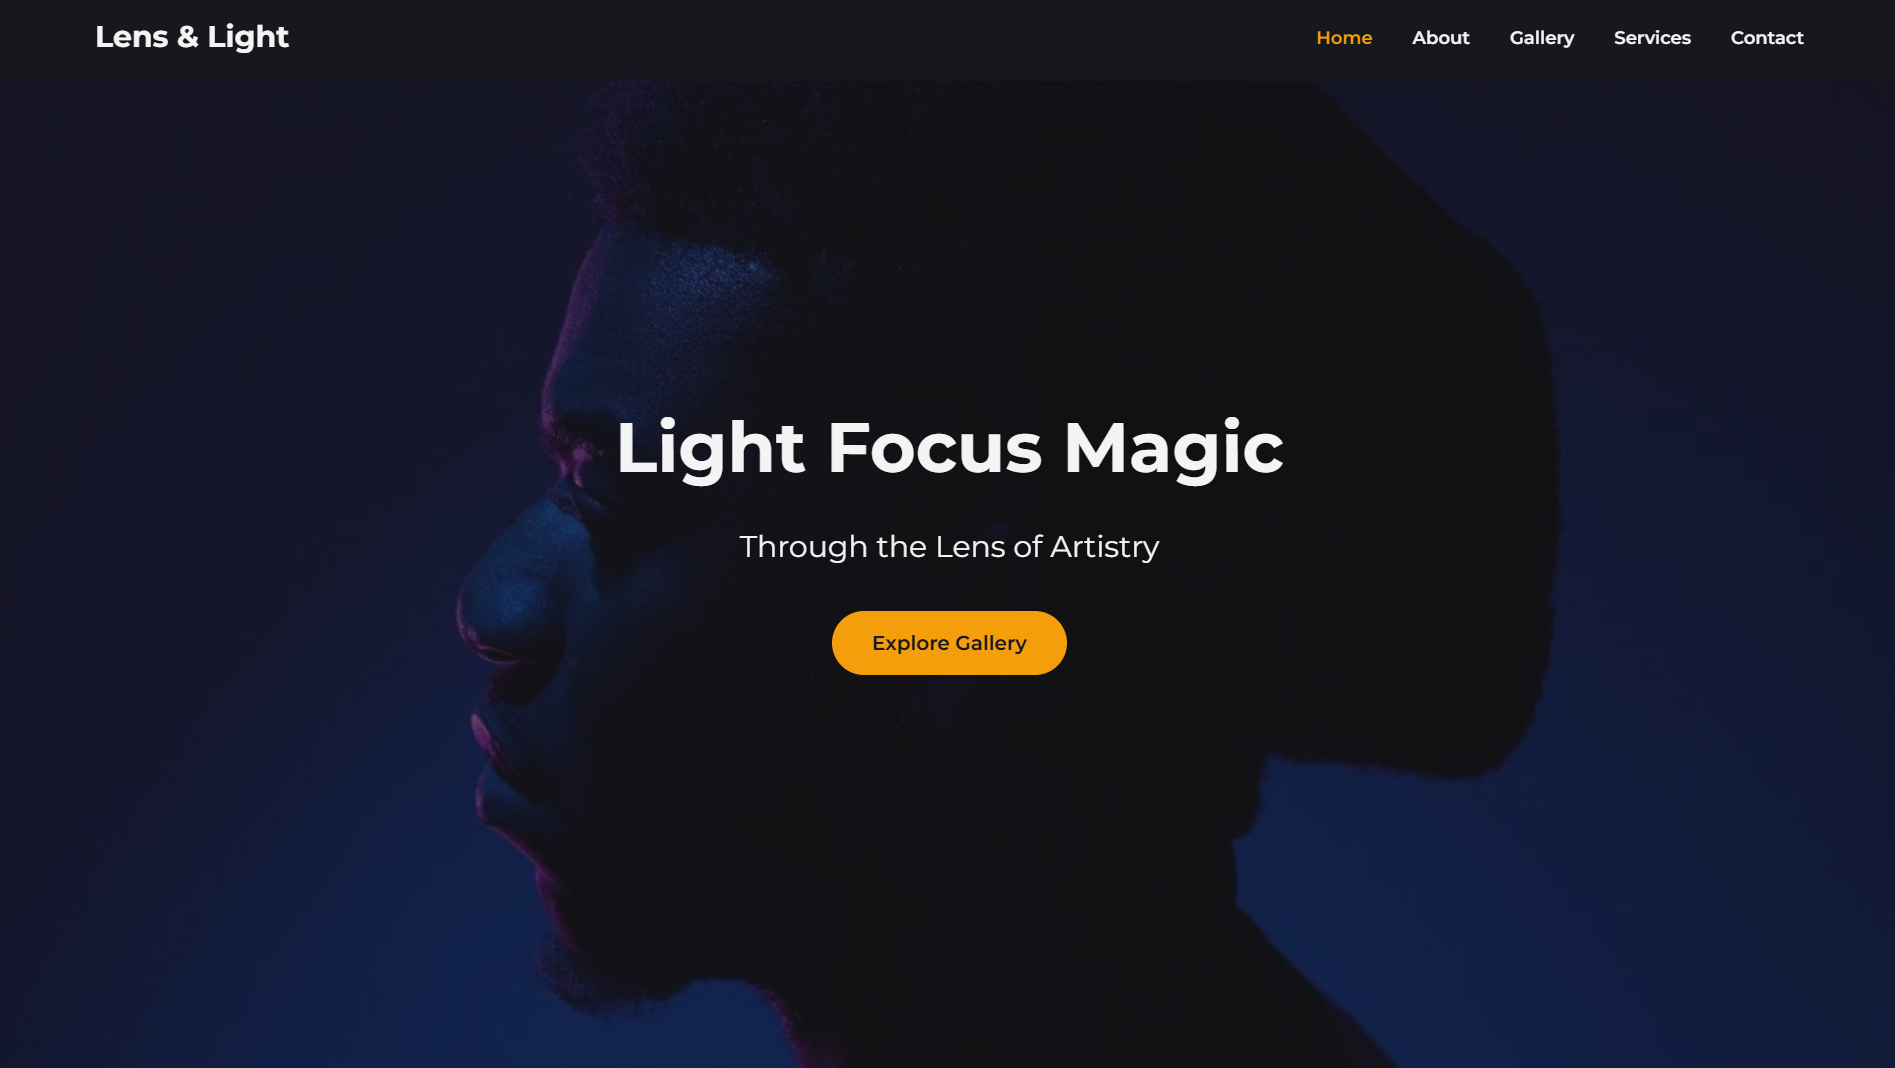 Lens & Light
Home About Gallery Services Contact
Light Focus Magic
Through the Lens of Artistry
Explore Gallery